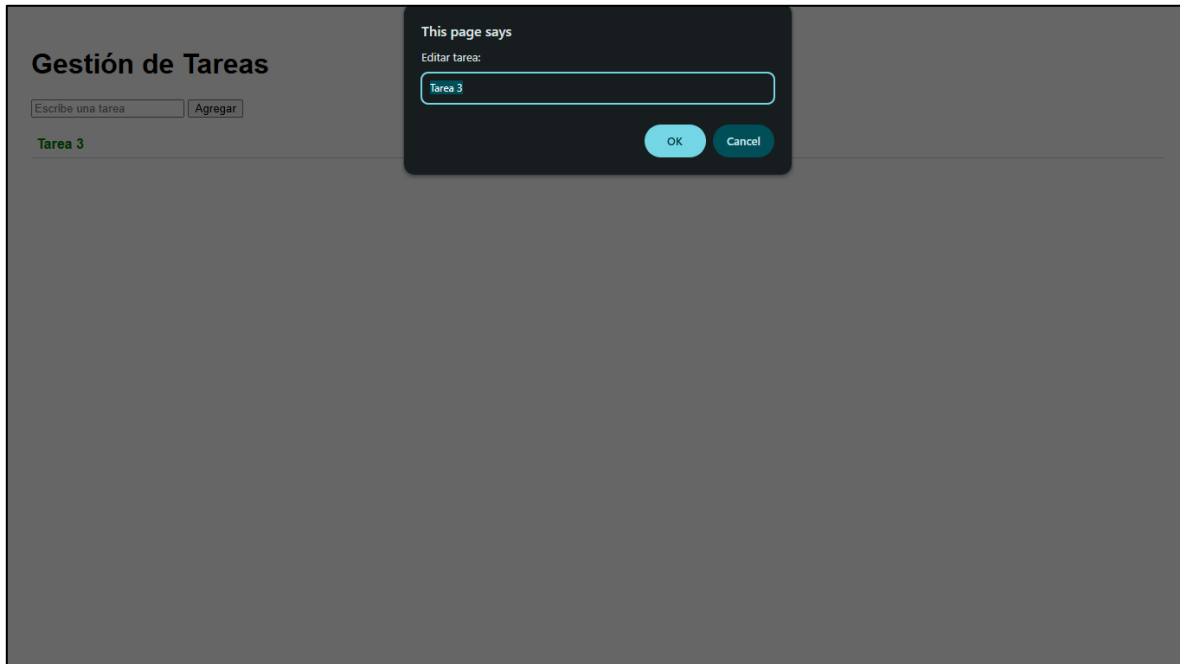 This page says
Editar tarea:
Tarea 3
OK Cancel
Gestión de Tareas
Escribe una tarea Agregar
Tarea 3